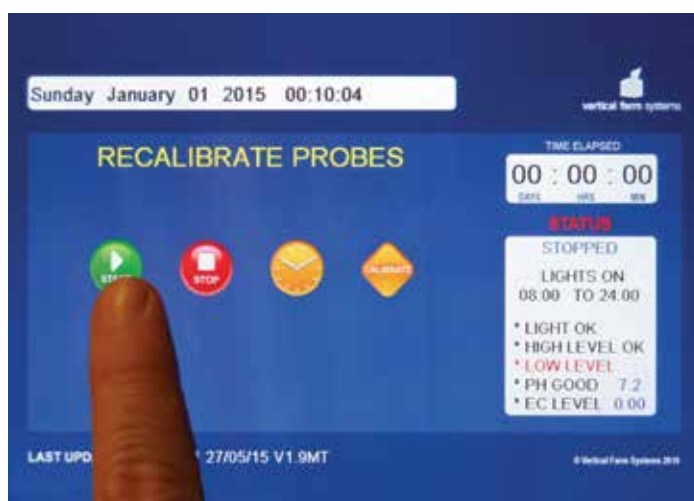 Sunday January 01 2015 00:10:04
vertical farm systems
RECALIBRATE PROBES
TIME ELAPSED
00 : 00 : 00
DAYS HRS MIN
STATUS
STOPPED
LIGHTS ON
08.00 TO 24.00
* LIGHT OK
* HIGH LEVEL OK
* LOW LEVEL
* PH GOOD 7.2
* EC LEVEL 0.00
STOP
CALIBRATE
LAST UPD
27/05/15 V1.9MT
© Vertical Farm Systems